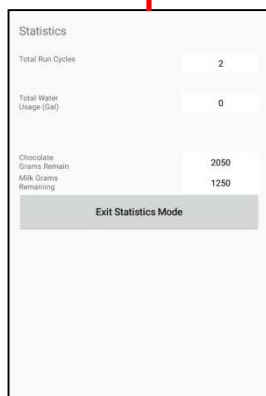 Statistics
Total Run Cycles
2
Total Water
Usage (Gal)
0
Chocolate
Grams Remain
2050
Milk Grams
Remaining
1250
Exit Statistics Mode